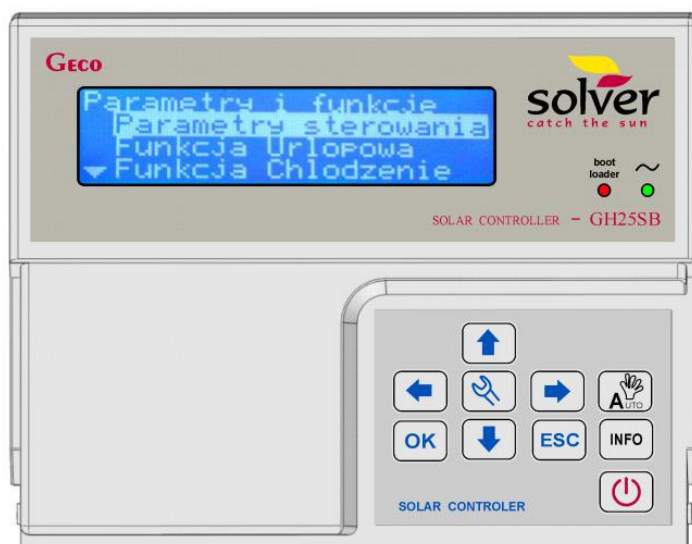 GECO
Parametry i funkcje
Parametry sterowania
Funkcja Urlopowa
Funkcja Chlodzenie
solver
catch the sun
boot
loader
SOLAR CONTROLLER - GH25SB
AUTO
OK
ESC
INFO
SOLAR CONTROLER